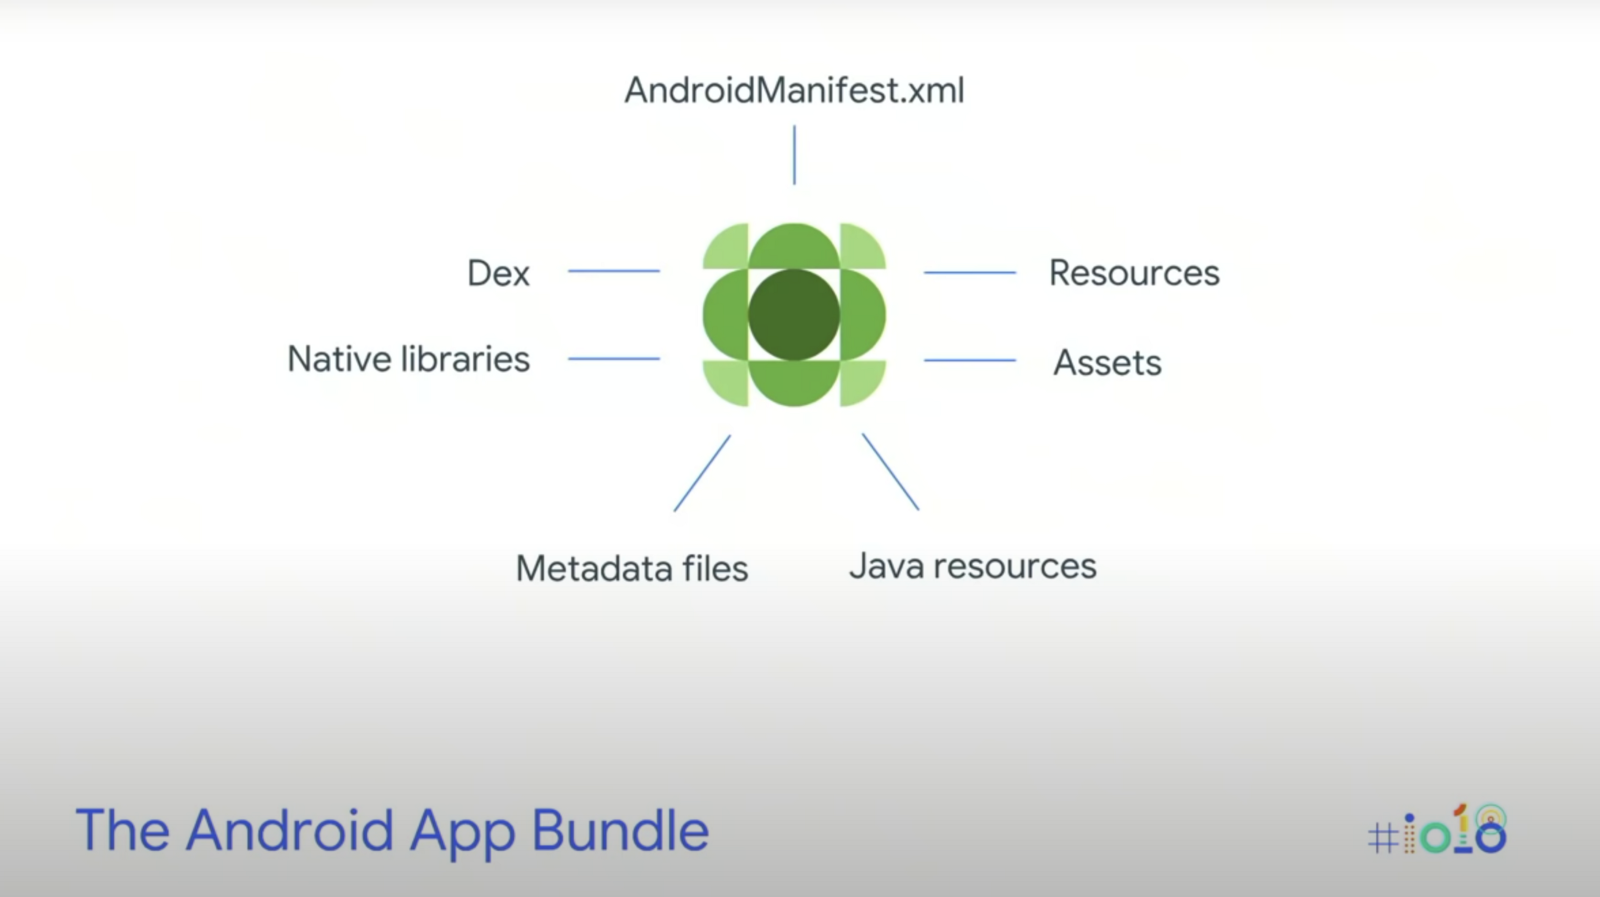 AndroidManifest.xml
Dex
Resources
Native libraries
Assets
Metadata files
Java resources
The Android App Bundle
#io18